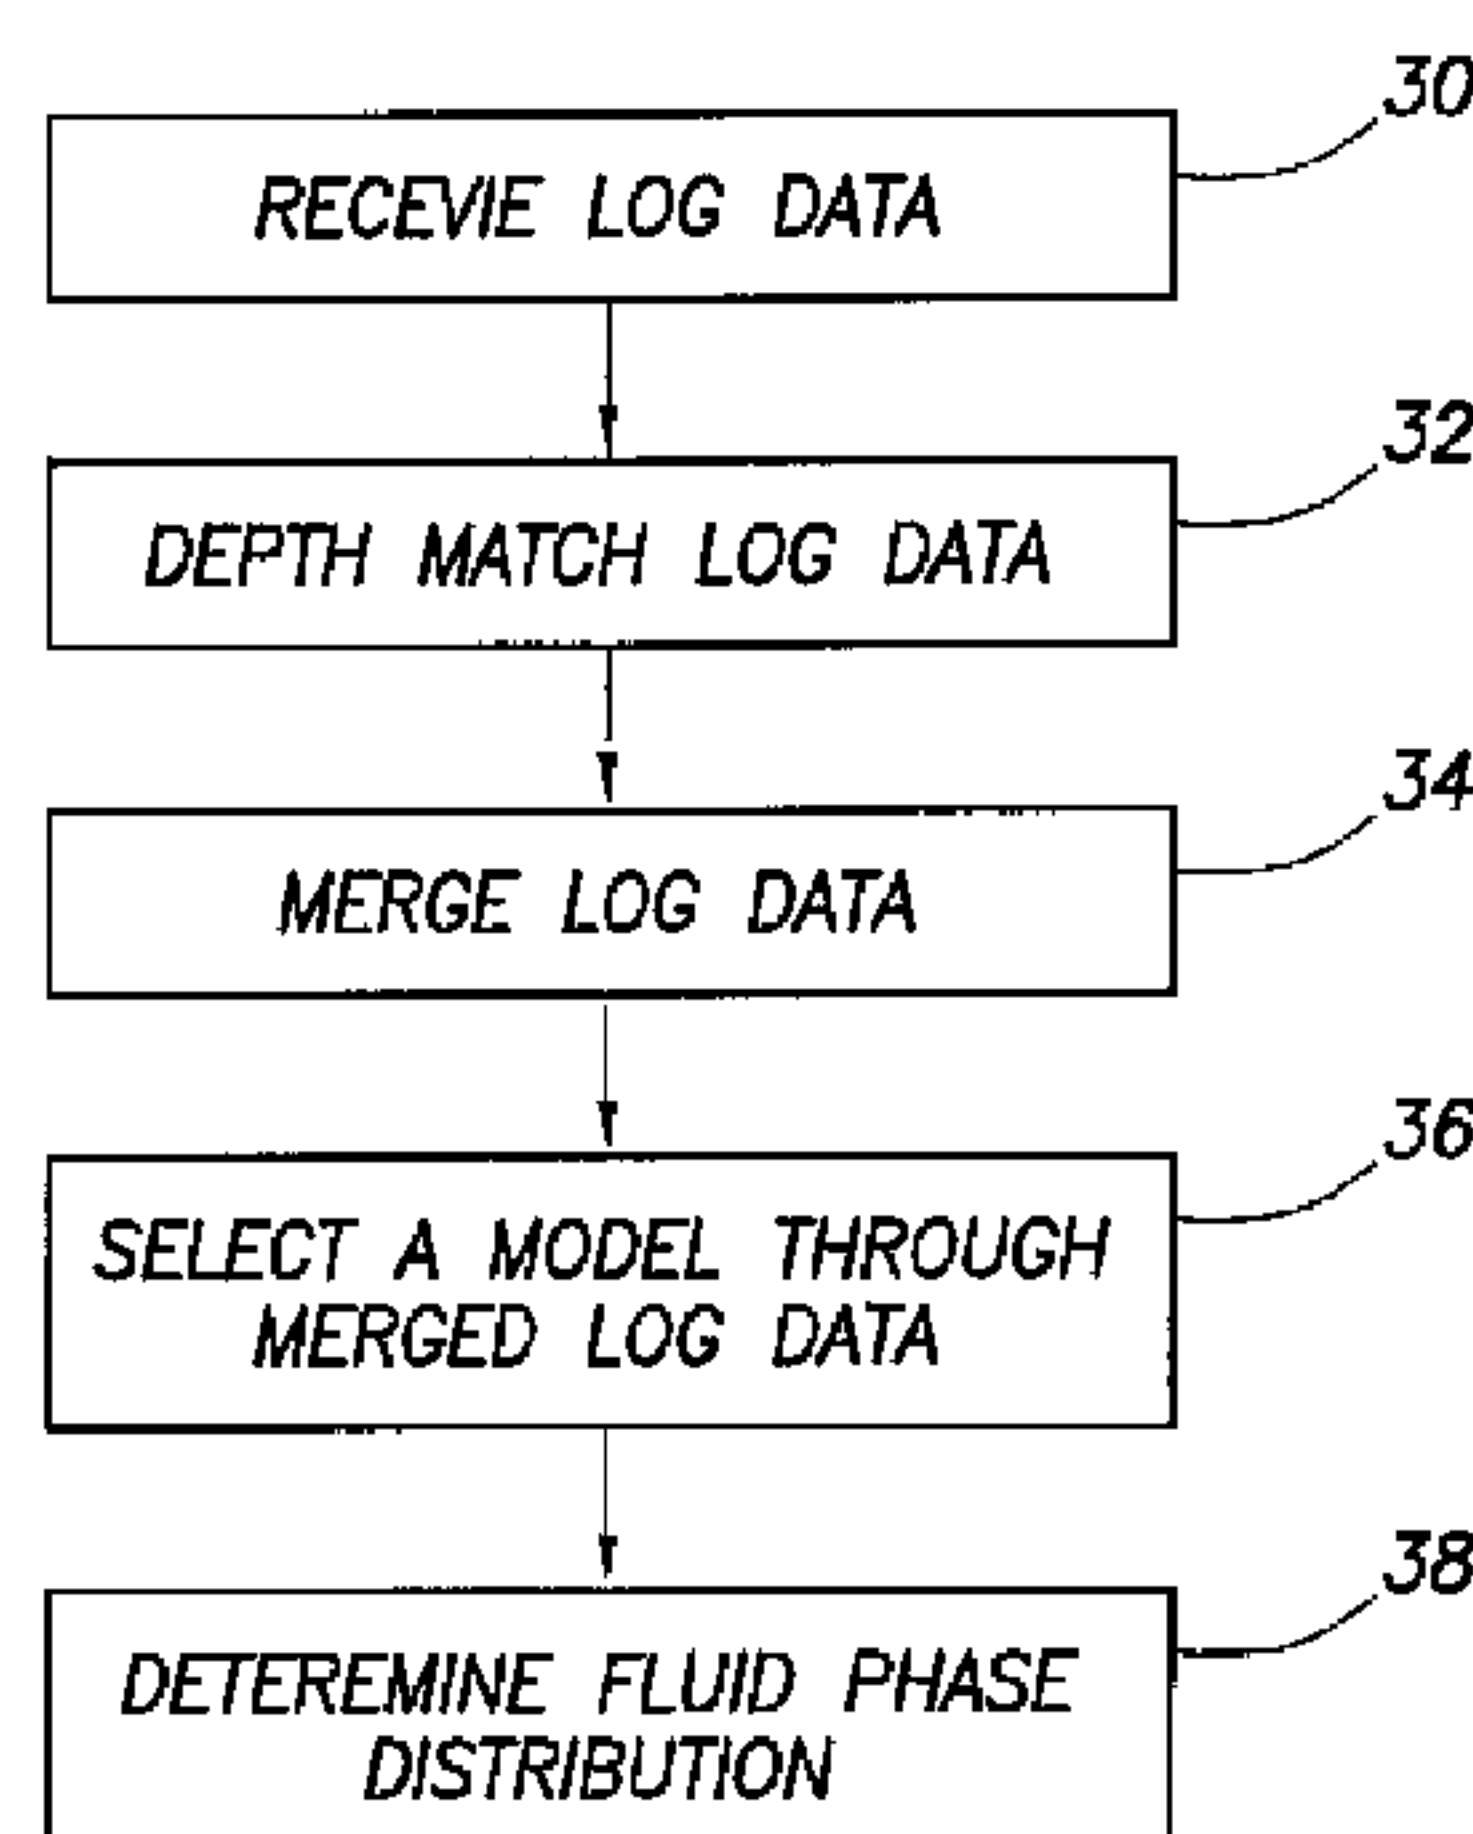 30
RECEVIE LOG DATA
32
DEPTH MATCH LOG DATA
34
MERGE LOG DATA
36
SELECT A MODEL THROUGH
MERGED LOG DATA
38
DETEREMINE FLUID PHASE
DISTRIBUTION